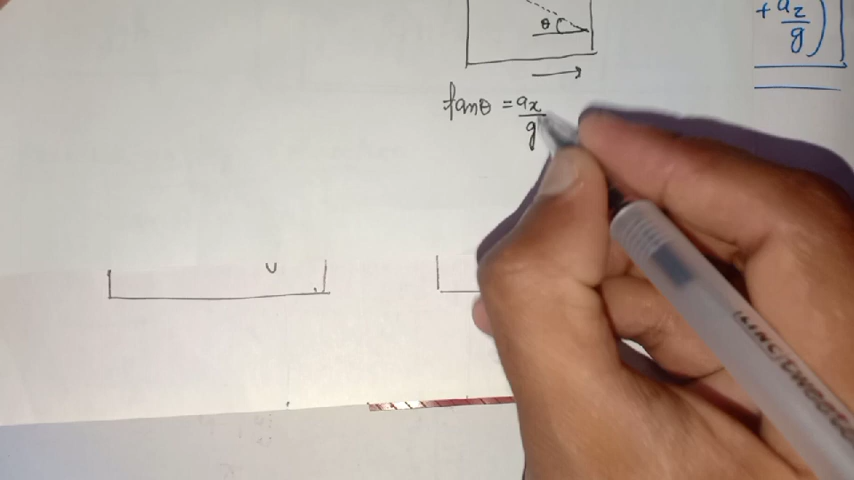 θ
+ az/g)
tanθ = ax/g
υ